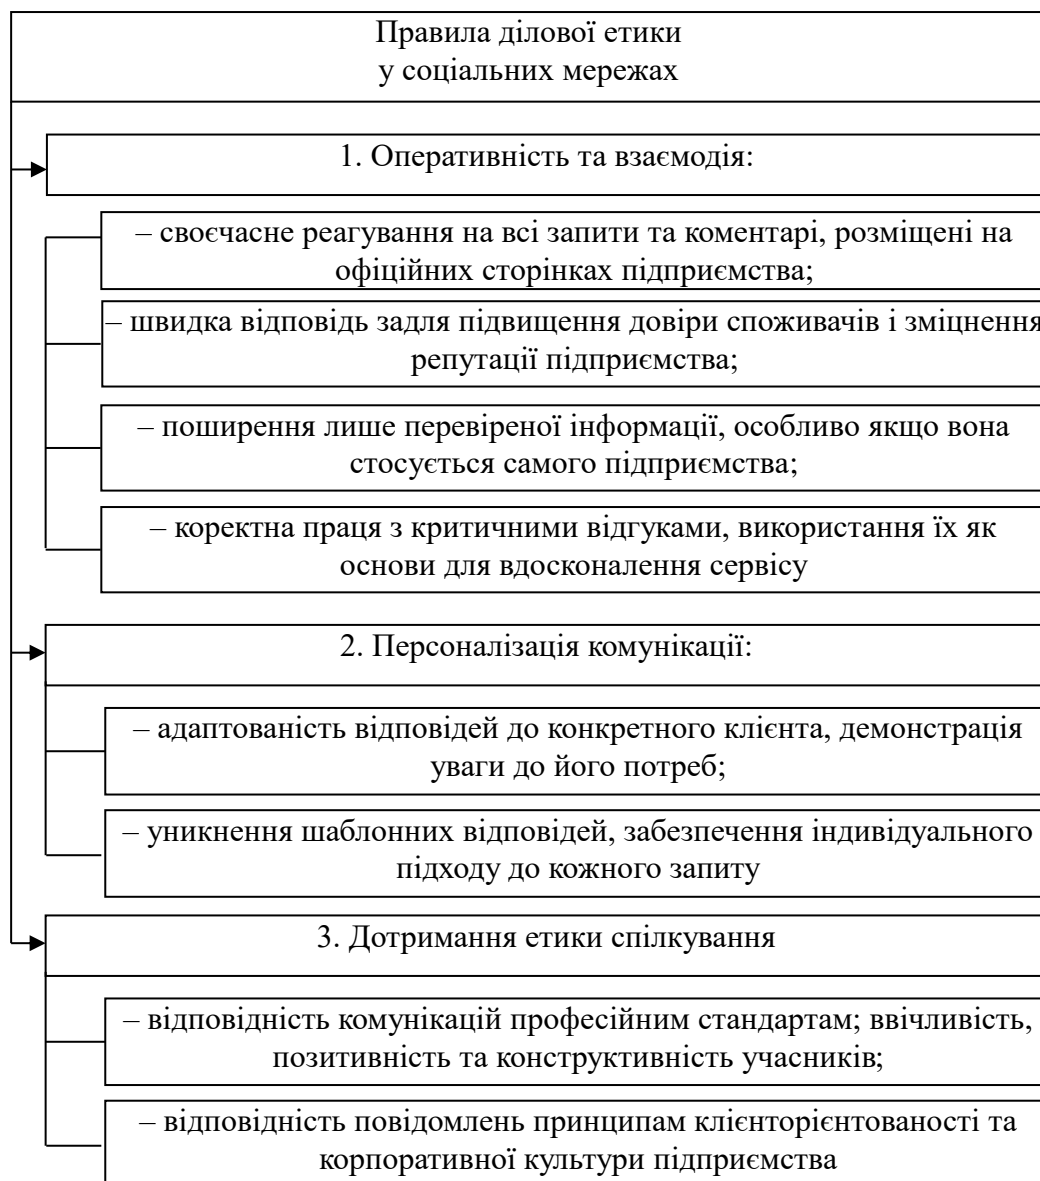 Правила ділової етики
у соціальних мережах
1. Оперативність та взаємодія:
– своєчасне реагування на всі запити та коментарі, розміщені на
офіційних сторінках підприємства;
– швидка відповідь задля підвищення довіри споживачів і зміцнення
репутації підприємства;
– поширення лише перевіреної інформації, особливо якщо вона
стосується самого підприємства;
– коректна праця з критичними відгуками, використання їх як
основи для вдосконалення сервісу
2. Персоналізація комунікації:
– адаптованість відповідей до конкретного клієнта, демонстрація
уваги до його потреб;
– уникнення шаблонних відповідей, забезпечення індивідуального
підходу до кожного запиту
3. Дотримання етики спілкування
– відповідність комунікацій професійним стандартам; ввічливість,
позитивність та конструктивність учасників;
– відповідність повідомлень принципам клієнторієнтованості та
корпоративної культури підприємства